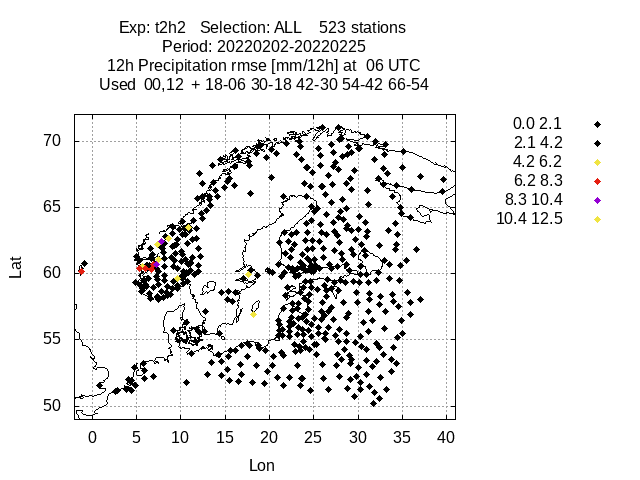 Exp: t2h2 Selection: ALL 523 stations
Period: 20220202-20220225
12h Precipitation rmse [mm/12h] at 06 UTC
Used 00,12 + 18-06 30-18 42-30 54-42 66-54
70
65
60
55
50
0 5 10 15 20 25 30 35 40
Lat
Lon
0.0 2.1
2.1 4.2
4.2 6.2
6.2 8.3
8.3 10.4
10.4 12.5